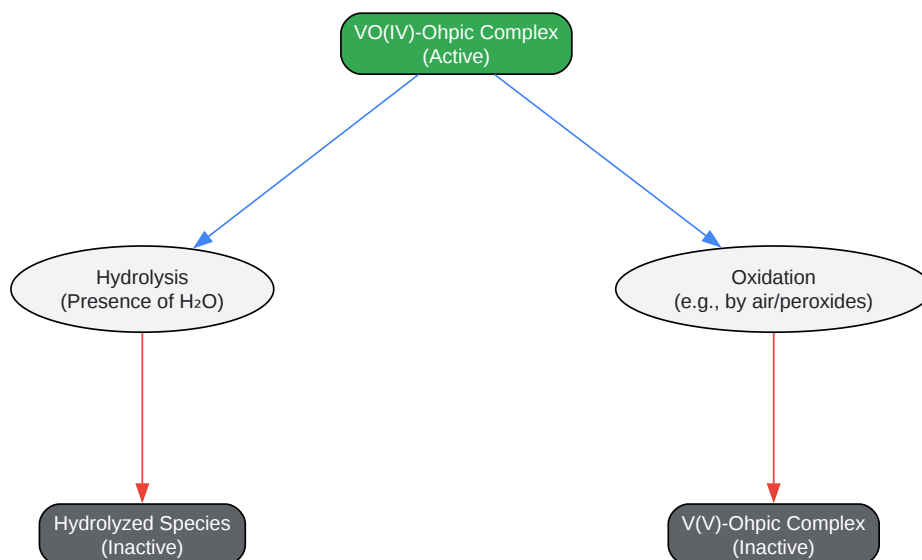 VO(IV)-Ohpic Complex
(Active)
Hydrolysis
(Presence of H₂O)
Oxidation
(e.g., by air/peroxides)
Hydrolyzed Species
(Inactive)
V(V)-Ohpic Complex
(Inactive)